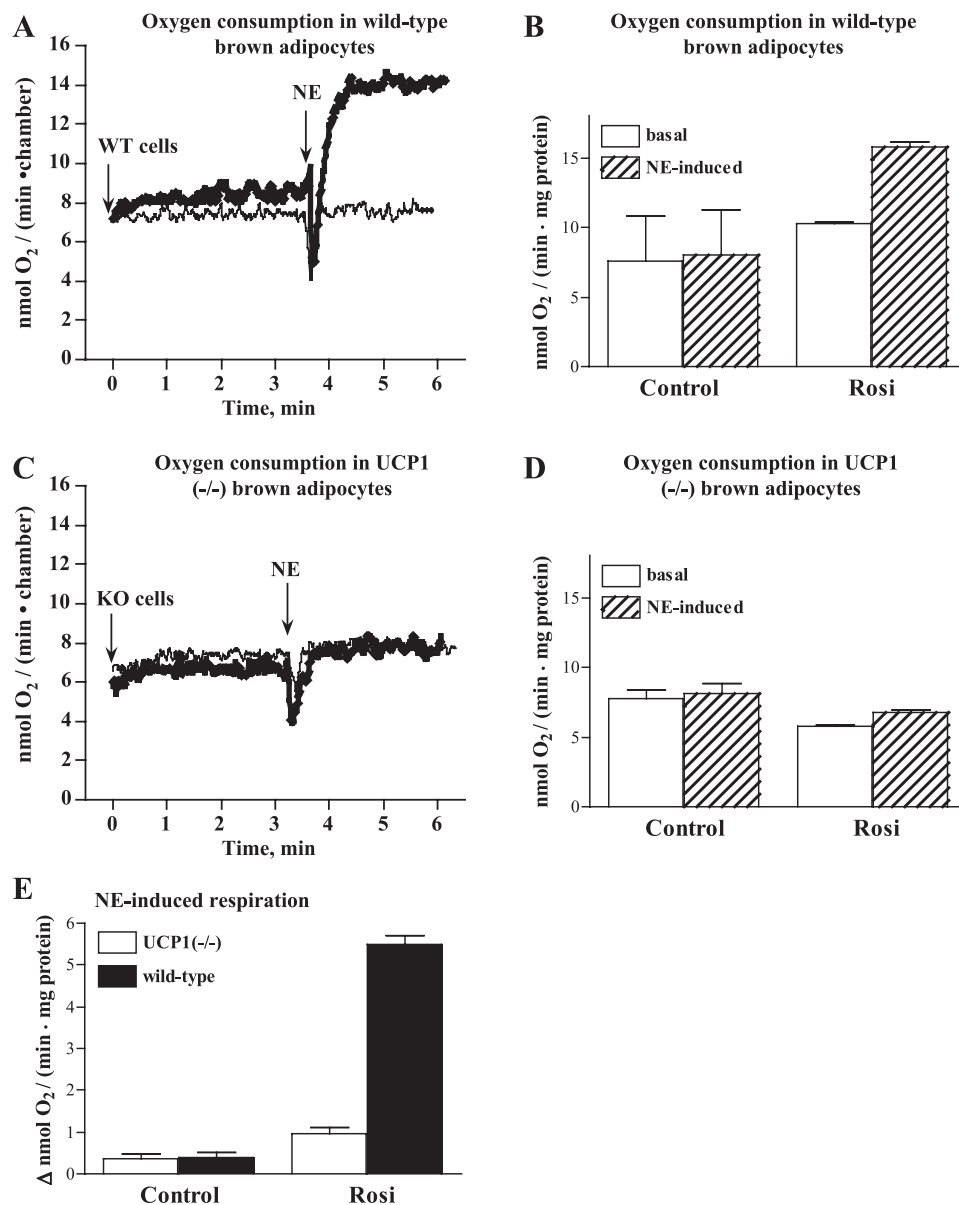 A
Oxygen consumption in wild-type
brown adipocytes
nmol O2 / (min •chamber)
16
14
12
10
8
6
4
2
0
WT cells
NE
0 1 2 3 4 5 6
Time, min
B
Oxygen consumption in wild-type
brown adipocytes
nmol O2 / (min · mg protein)
15
10
5
0
basal
NE-induced
Control Rosi
C
Oxygen consumption in UCP1
(-/-) brown adipocytes
nmol O2 / (min • chamber)
16
14
12
10
8
6
4
2
0
KO cells
NE
0 1 2 3 4 5 6
Time, min
D
Oxygen consumption in UCP1
(-/-) brown adipocytes
nmol O2 / (min · mg protein)
15
10
5
0
basal
NE-induced
Control Rosi
E
NE-induced respiration
Δ nmol O2 / (min · mg protein)
6
5
4
3
2
1
0
UCP1(-/-)
wild-type
Control Rosi